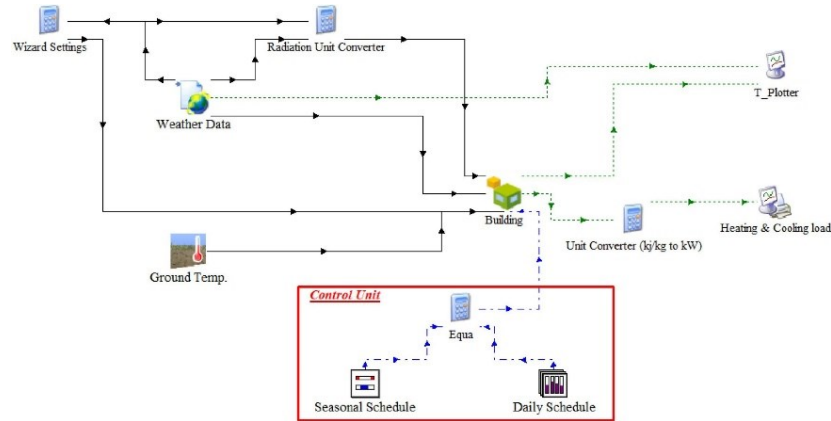 Wizard Settings
Radiation Unit Converter
T_Plotter
Weather Data
Building
Unit Converter (kj/kg to kW)
Heating & Cooling load
Ground Temp.
Control Unit
Equa
Seasonal Schedule
Daily Schedule